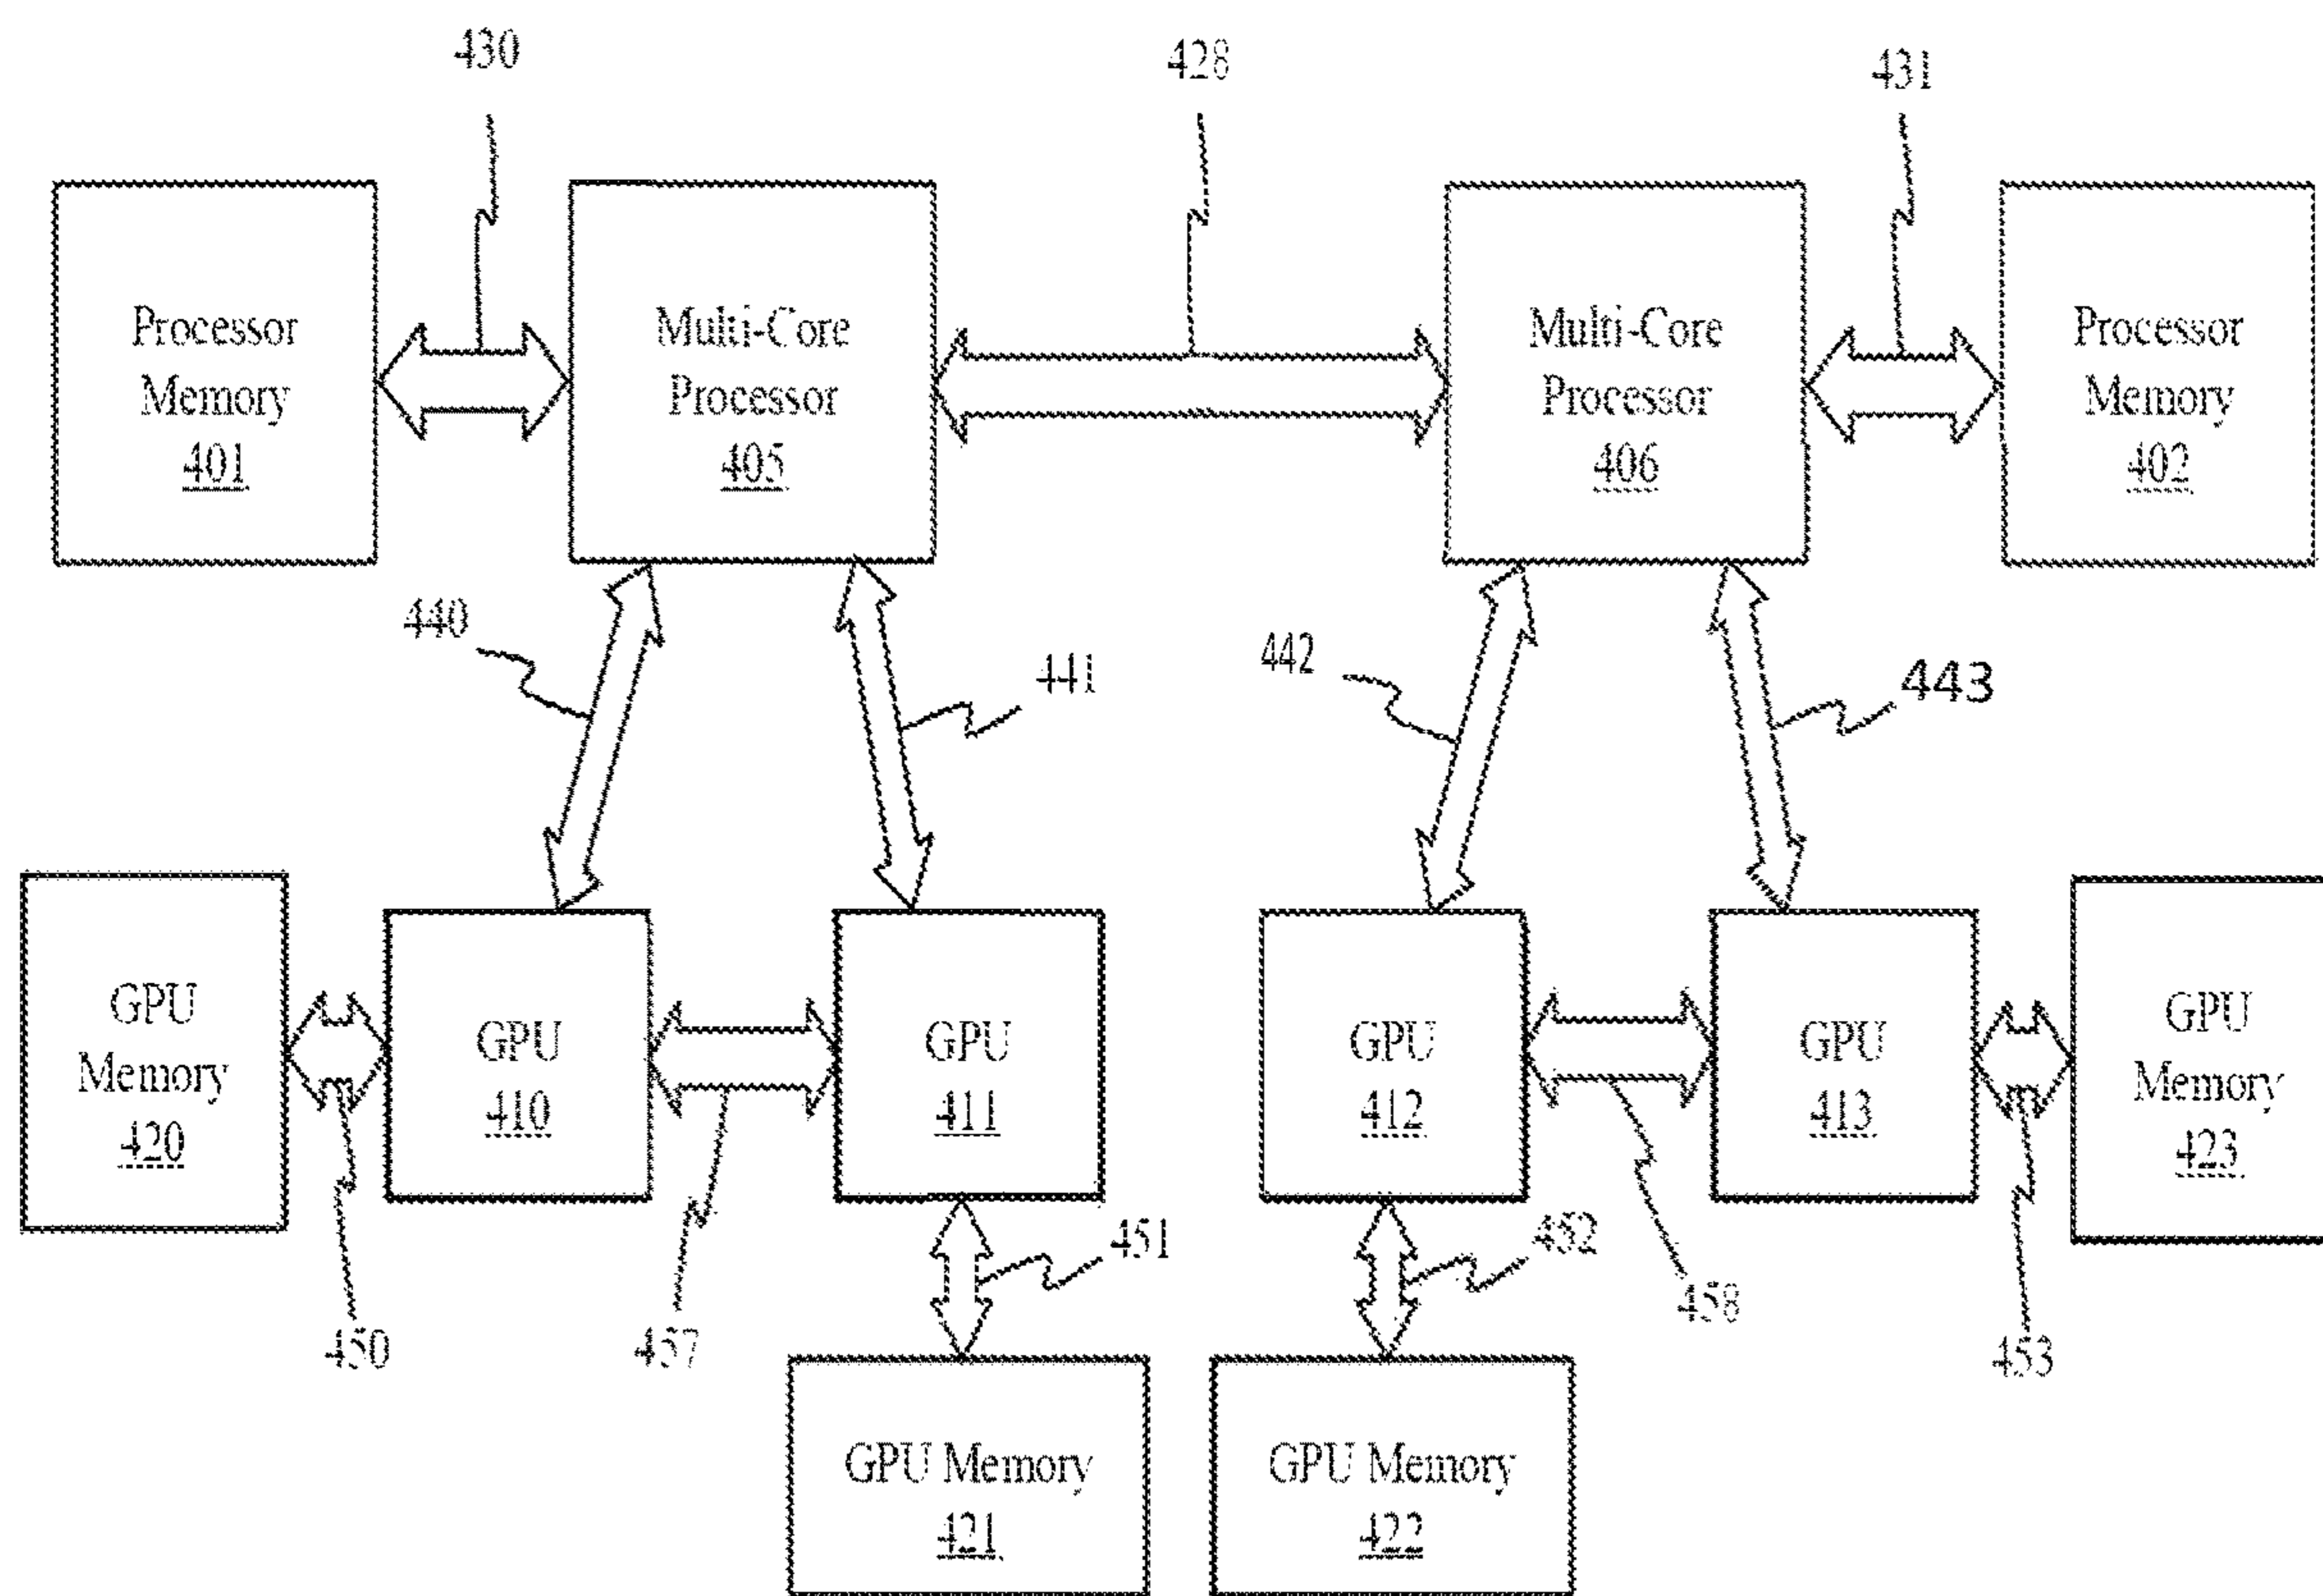 430
428
431
Processor
Memory
401
Multi-Core
Processor
405
Multi-Core
Processor
406
Processor
Memory
402
440
441
442
443
GPU
Memory
420
GPU
410
GPU
411
GPU
412
GPU
413
GPU
Memory
423
450
457
451
452
458
453
GPU Memory
421
GPU Memory
422